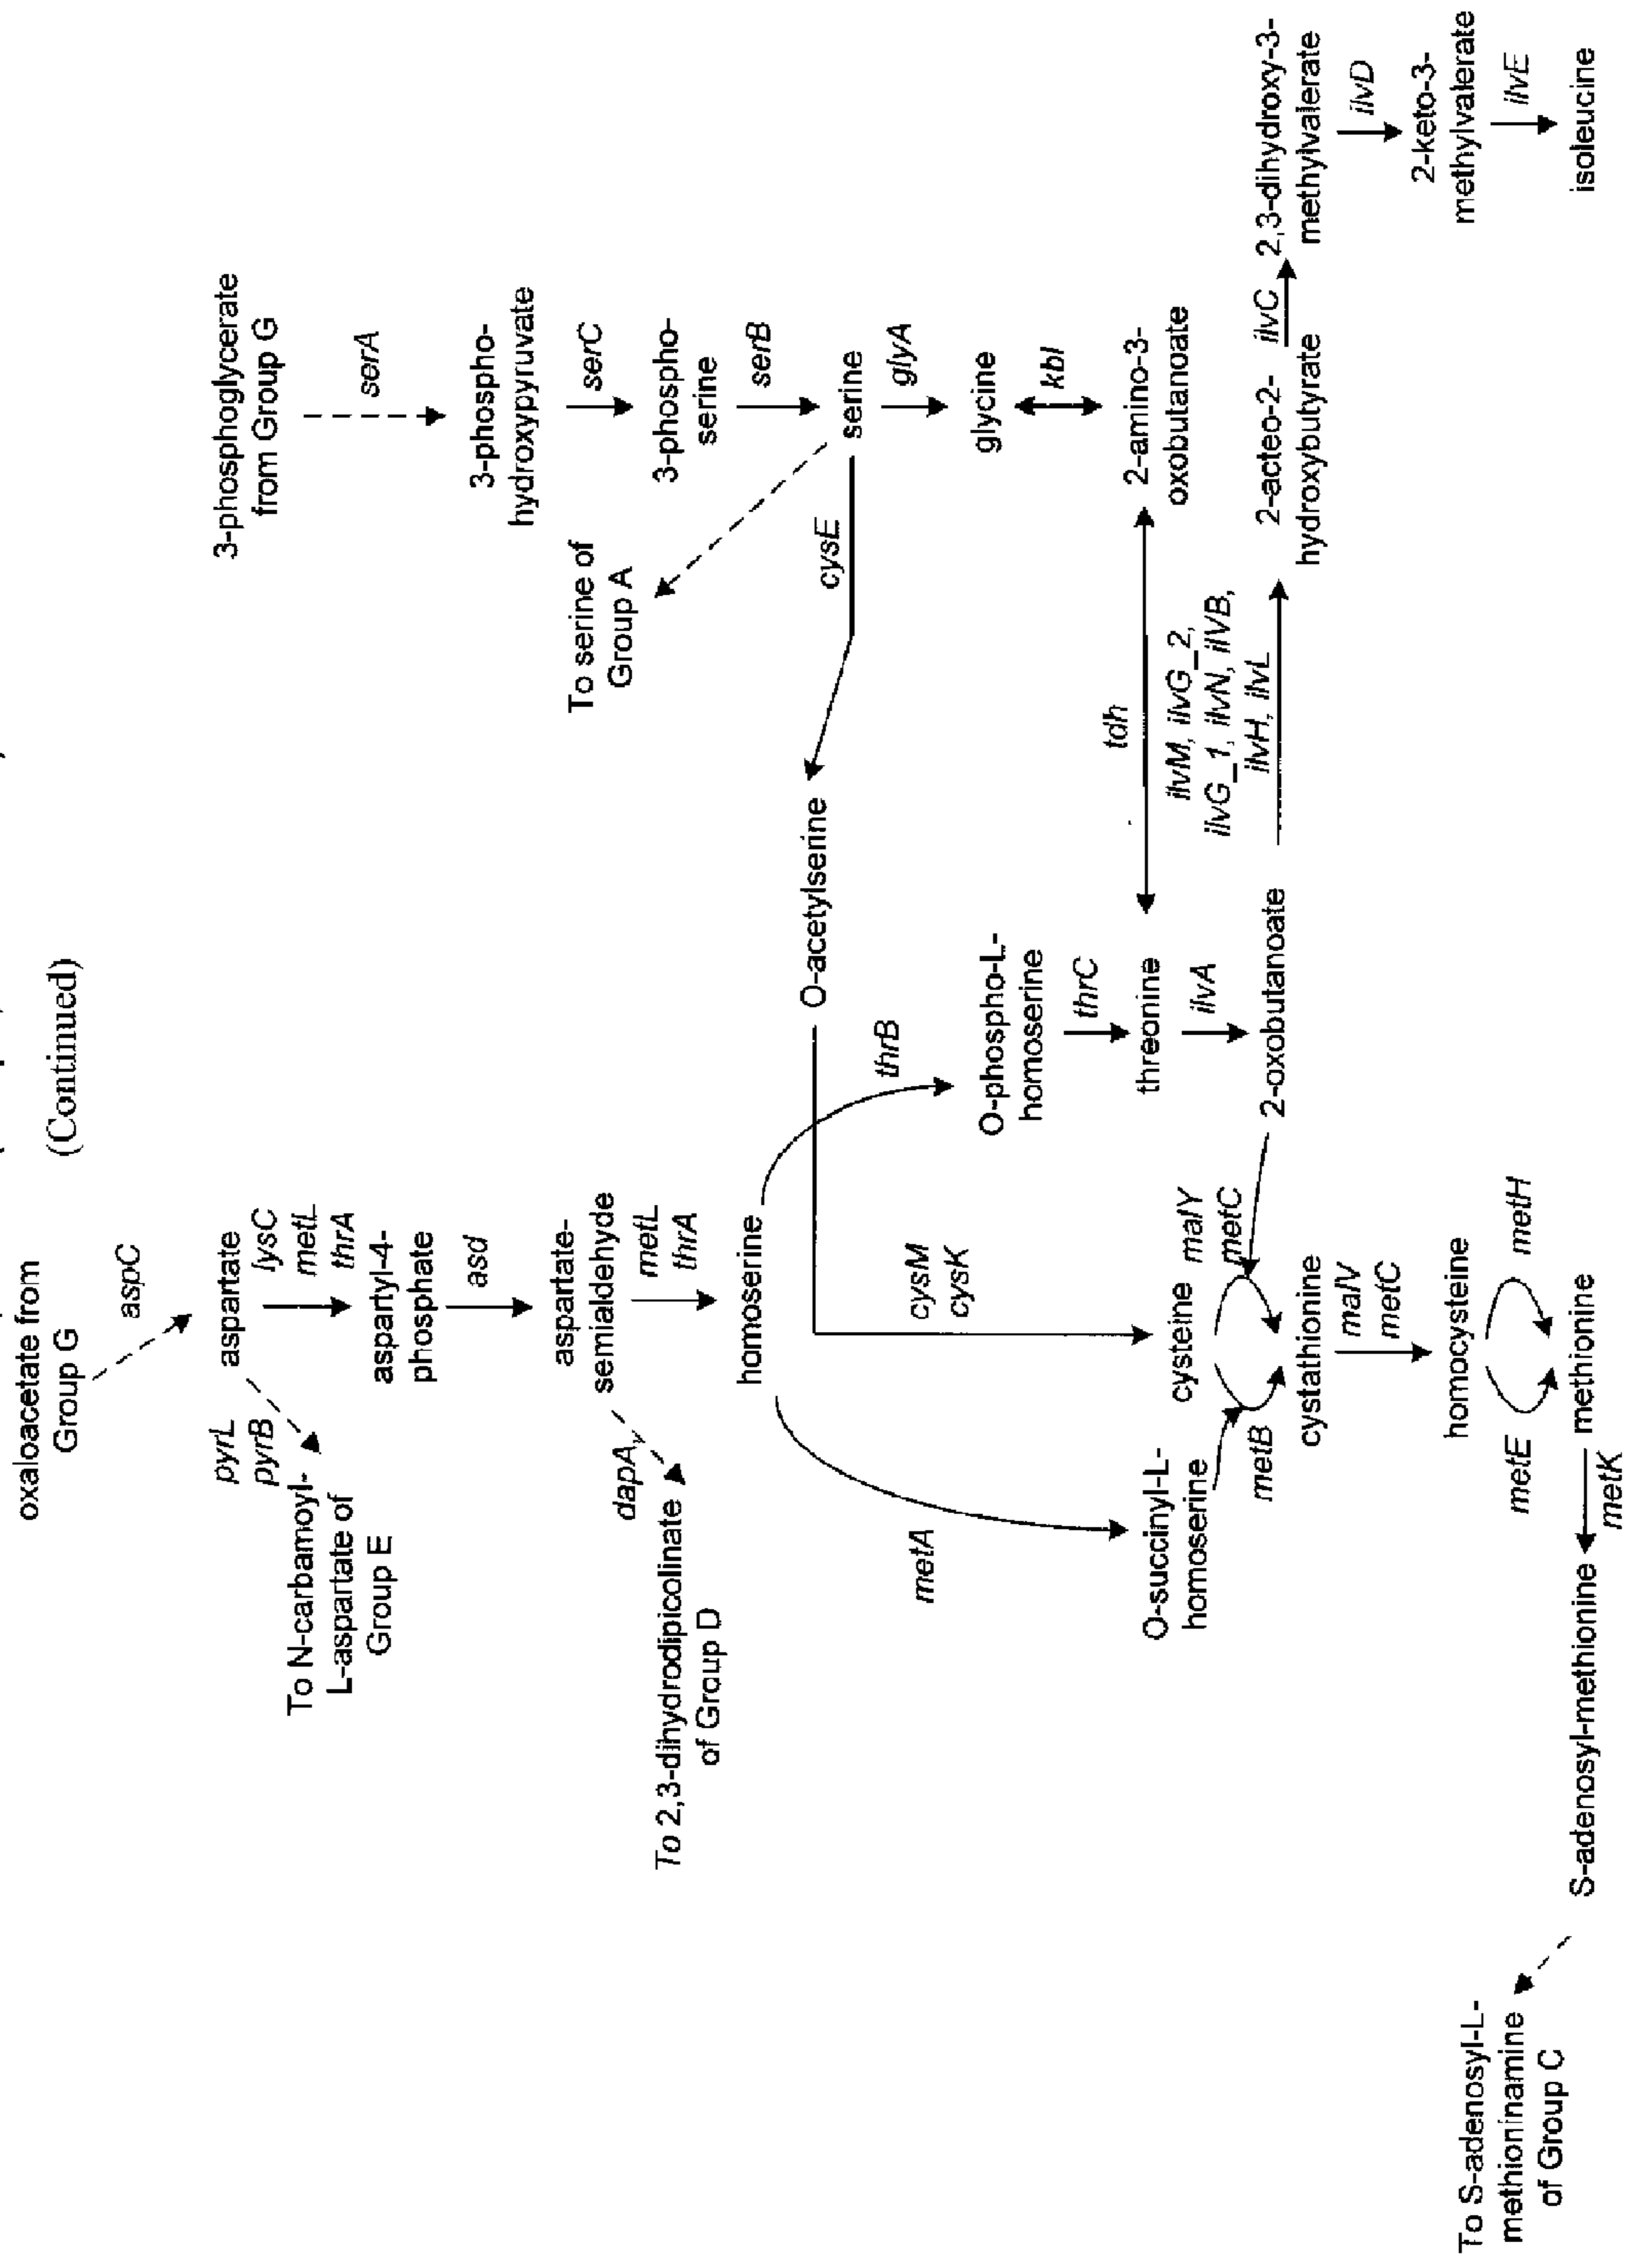 (Continued)
oxaloacetate from
Group G
aspC
aspartate
pyrL
pyrB
To N-carbamoyl-
L-aspartate of
Group E
lysC
metL
thrA
aspartyl-4-
phosphate
asd
aspartate-
semialdehyde
dapA
To 2,3-dihydrodipicolinate
of Group D
metL
thrA
homoserine
metA
thrB
3-phosphoglycerate
from Group G
serA
3-phospho-
hydroxypyruvate
serC
3-phospho-
serine
serB
To serine of
Group A
serine
cysE
glyA
glycine
kbl
O-acetylserine
cysM
cysK
O-phospho-L-
homoserine
thrC
threonine
tdh
2-amino-3-
oxobutanoate
ilvA
ilvM, ilvG_2,
ilvG_1, ilvN, ilVB,
ilvH, ilvL
2-oxobutanoate
2-acteo-2-
hydroxybutyrate
ilvC
2,3-dihydroxy-3-
methylvalerate
ilvD
2-keto-3-
methylvalerate
ilvE
isoleucine
O-succinyl-L-
homoserine
cysteine
malY
metC
metB
cystathionine
malV
metC
homocysteine
metE
metH
methionine
metK
S-adenosyl-methionine
To S-adenosyl-L-
methioninamine
of Group C